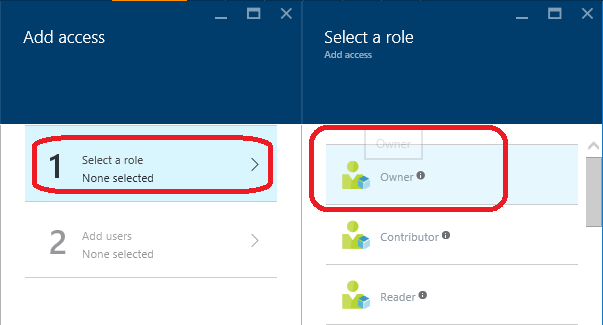 Add access
1
Select a role
None selected
2
Add users
None selected
Select a role
Add access
Owner
Owner
Contributor
Reader